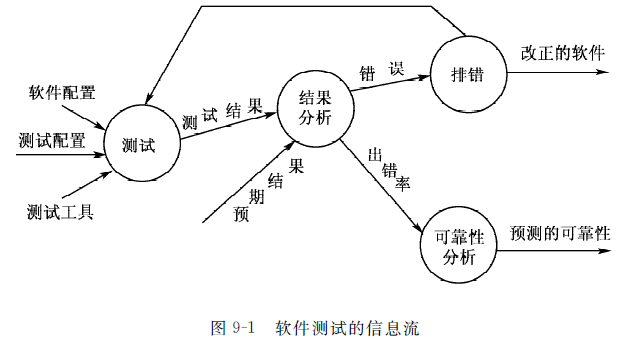 改正的软件
错误
排错
软件配置
测试结果
结果
分析
测试配置
测试
测试工具
预期结果
出错率
可靠性
分析
预测的可靠性
图 9-1 软件测试的信息流